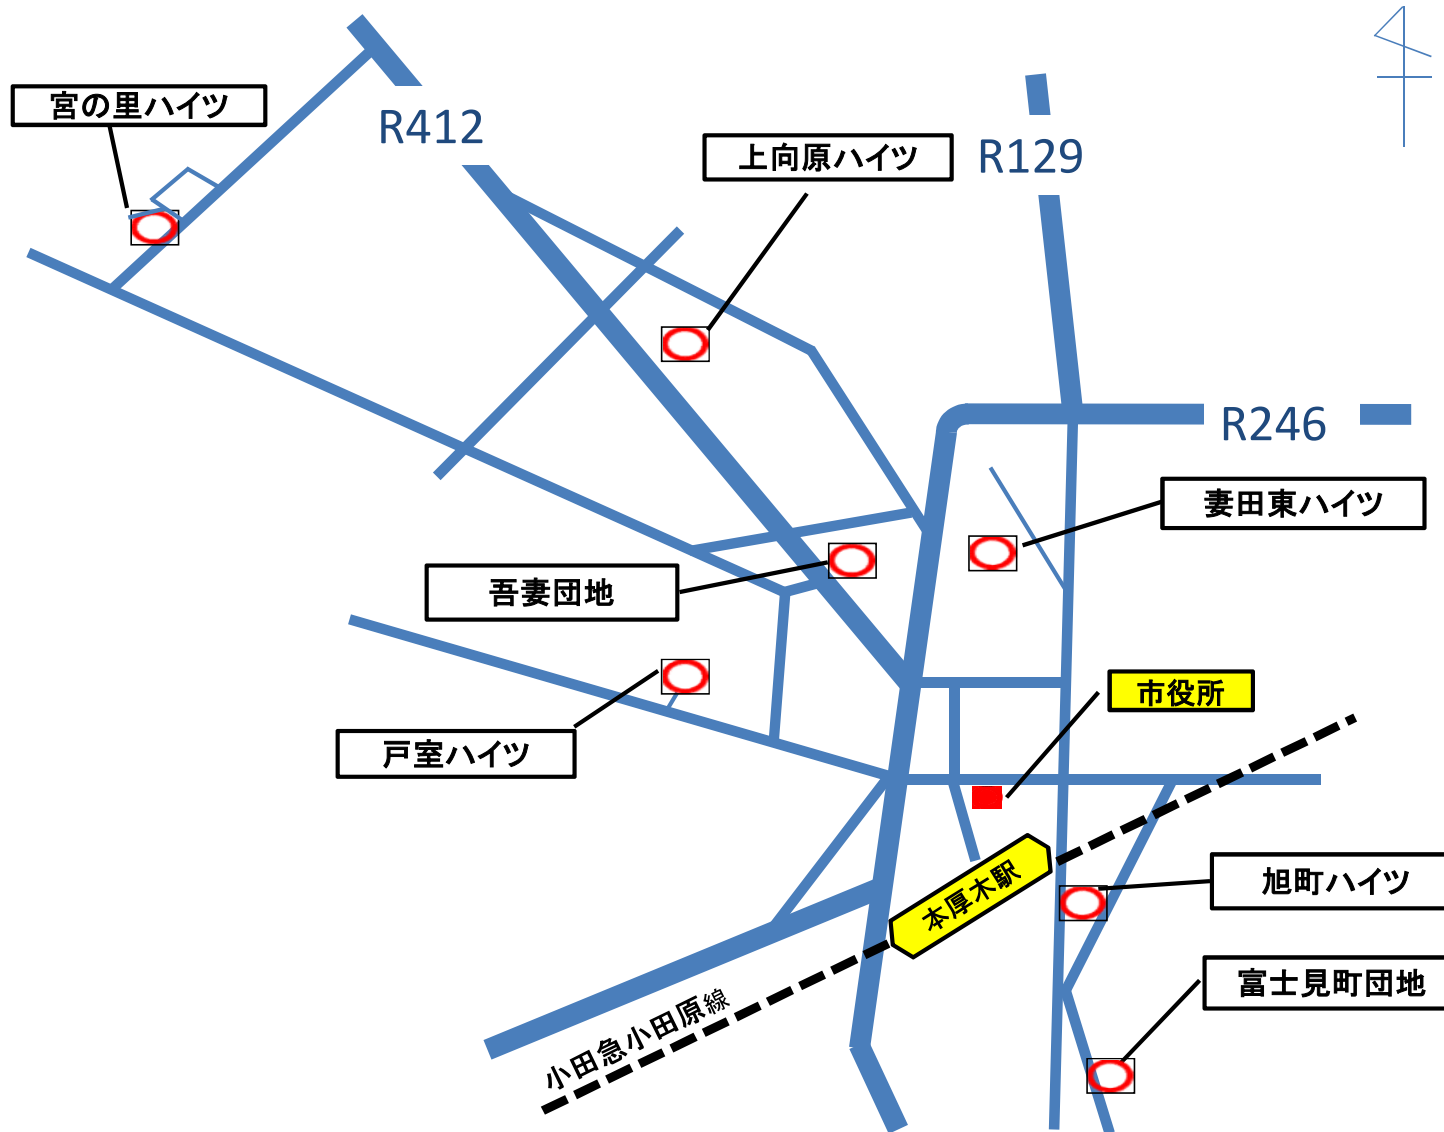 宮の里ハイツ
R412
上向原ハイツ
R129
R246
妻田東ハイツ
吾妻団地
市役所
戸室ハイツ
旭町ハイツ
本厚木駅
富士見町団地
小田急小田原線